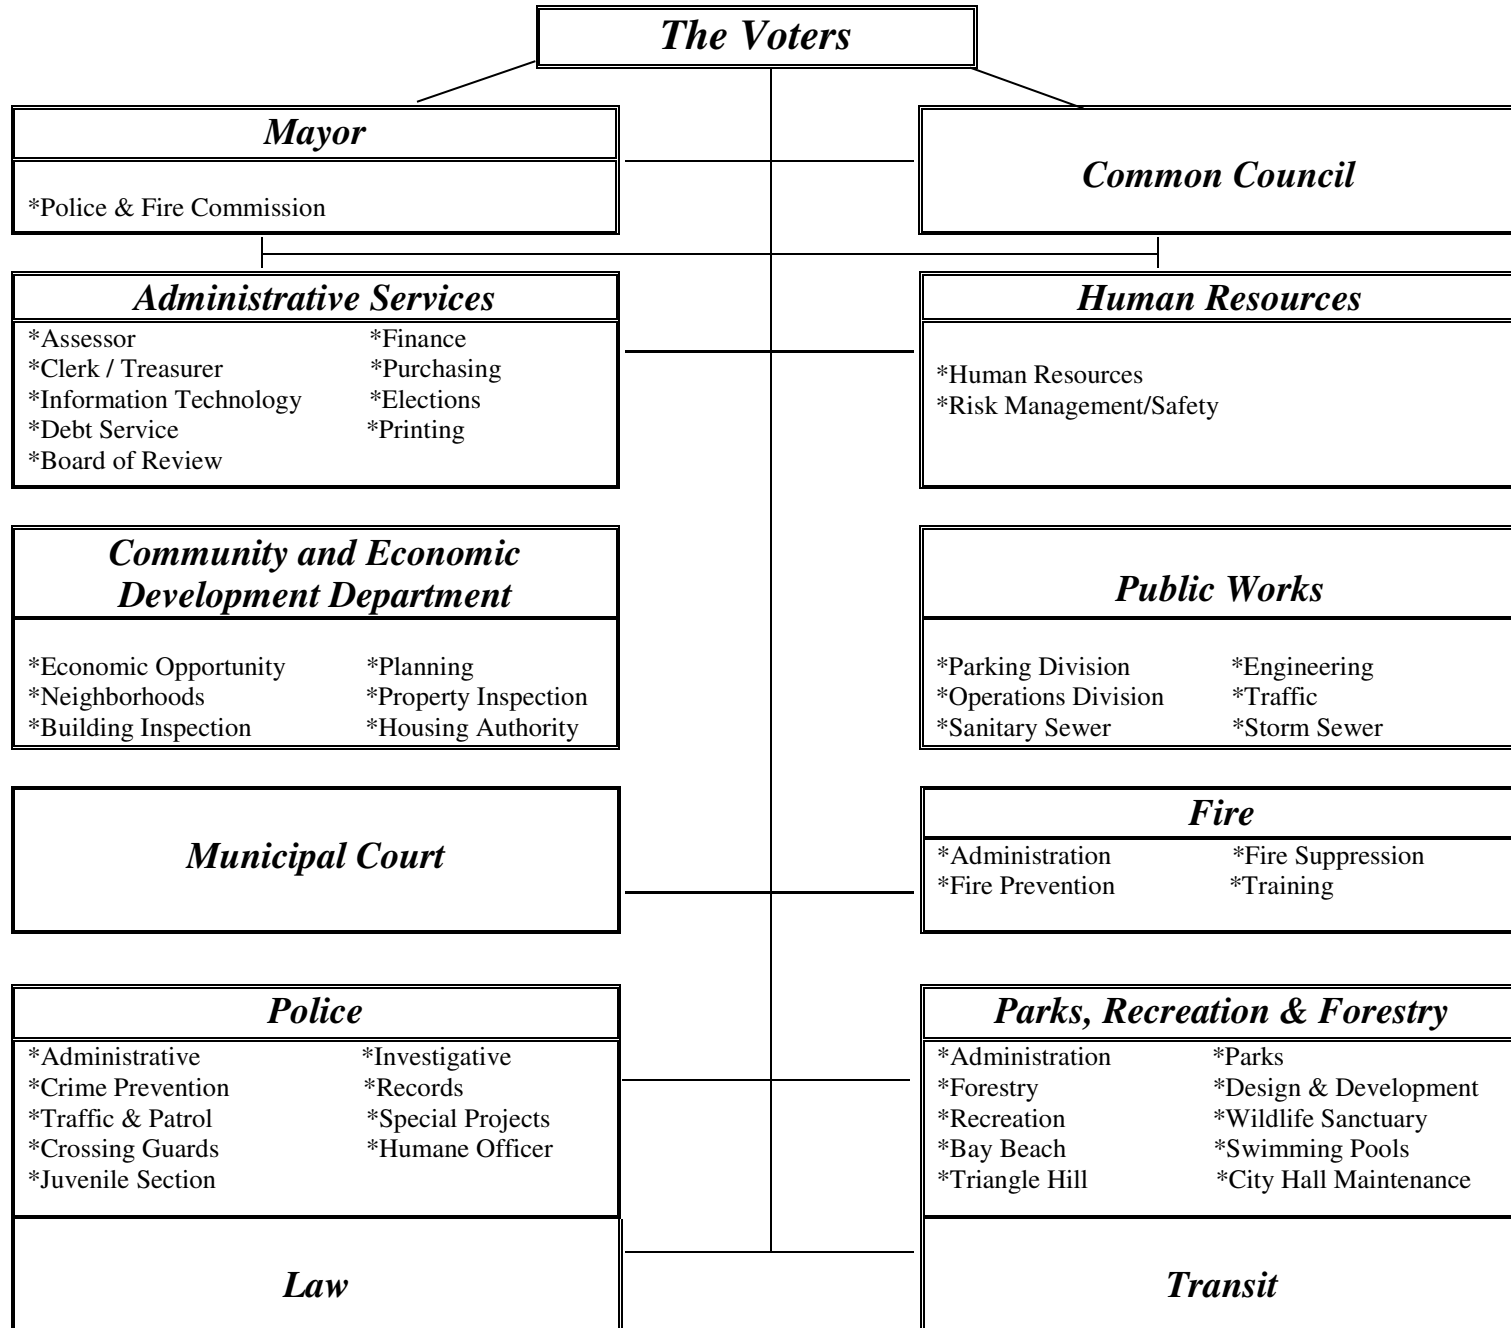 The Voters
Mayor
*Police & Fire Commission
Common Council
Administrative Services
*Assessor
*Finance
*Clerk / Treasurer
*Purchasing
*Information Technology
*Elections
*Debt Service
*Printing
*Board of Review
Human Resources
*Human Resources
*Risk Management/Safety
Community and Economic
Development Department
*Economic Opportunity
*Planning
*Neighborhoods
*Property Inspection
*Building Inspection
*Housing Authority
Public Works
*Parking Division
*Engineering
*Operations Division
*Traffic
*Sanitary Sewer
*Storm Sewer
Municipal Court
Fire
*Administration
*Fire Suppression
*Fire Prevention
*Training
Police
*Administrative
*Investigative
*Crime Prevention
*Records
*Traffic & Patrol
*Special Projects
*Crossing Guards
*Humane Officer
*Juvenile Section
Parks, Recreation & Forestry
*Administration
*Parks
*Forestry
*Design & Development
*Recreation
*Wildlife Sanctuary
*Bay Beach
*Swimming Pools
*Triangle Hill
*City Hall Maintenance
Law
Transit